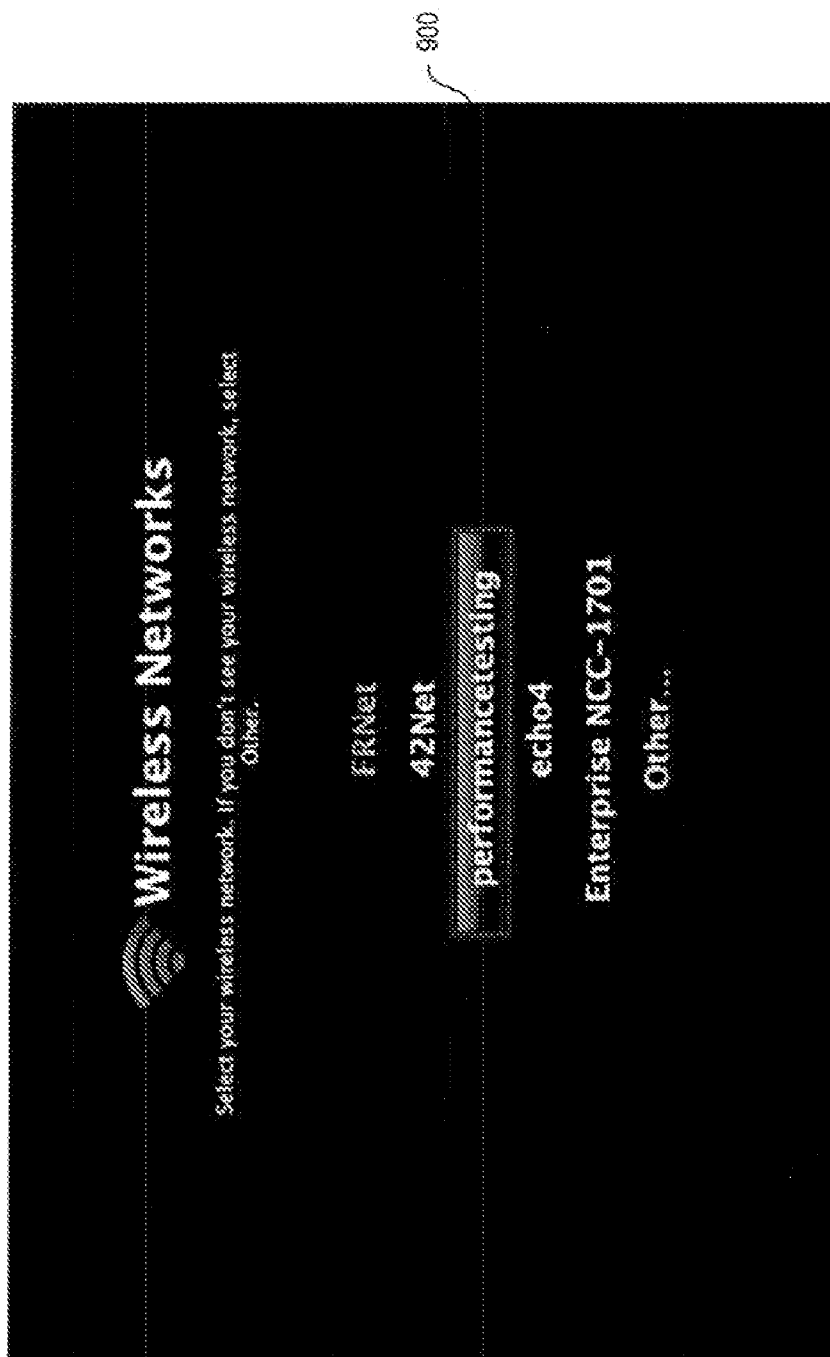 900
Wireless Networks
Select your wireless network. If you don't see your wireless network, select
Other.
FRNet
42Net
performancetesting
echo4
Enterprise NCC-1701
Other...